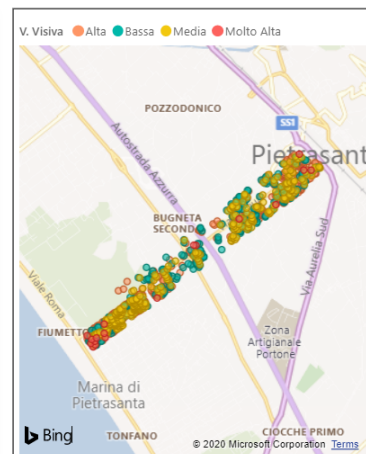 V. Visiva Alta Bassa Media Molto Alta
POZZODONICO
SS1
Pietrasant
Autostrada Azzurra
BUGNETA
SECONDO
Via Aurelia Sud
Viale Roma
FIUMETTO
Zona
Artigianale
Portone
Marina di
Pietrasanta
TONFANO
CIOCCHE PRIMO
Bing
© 2020 Microsoft Corporation Terms